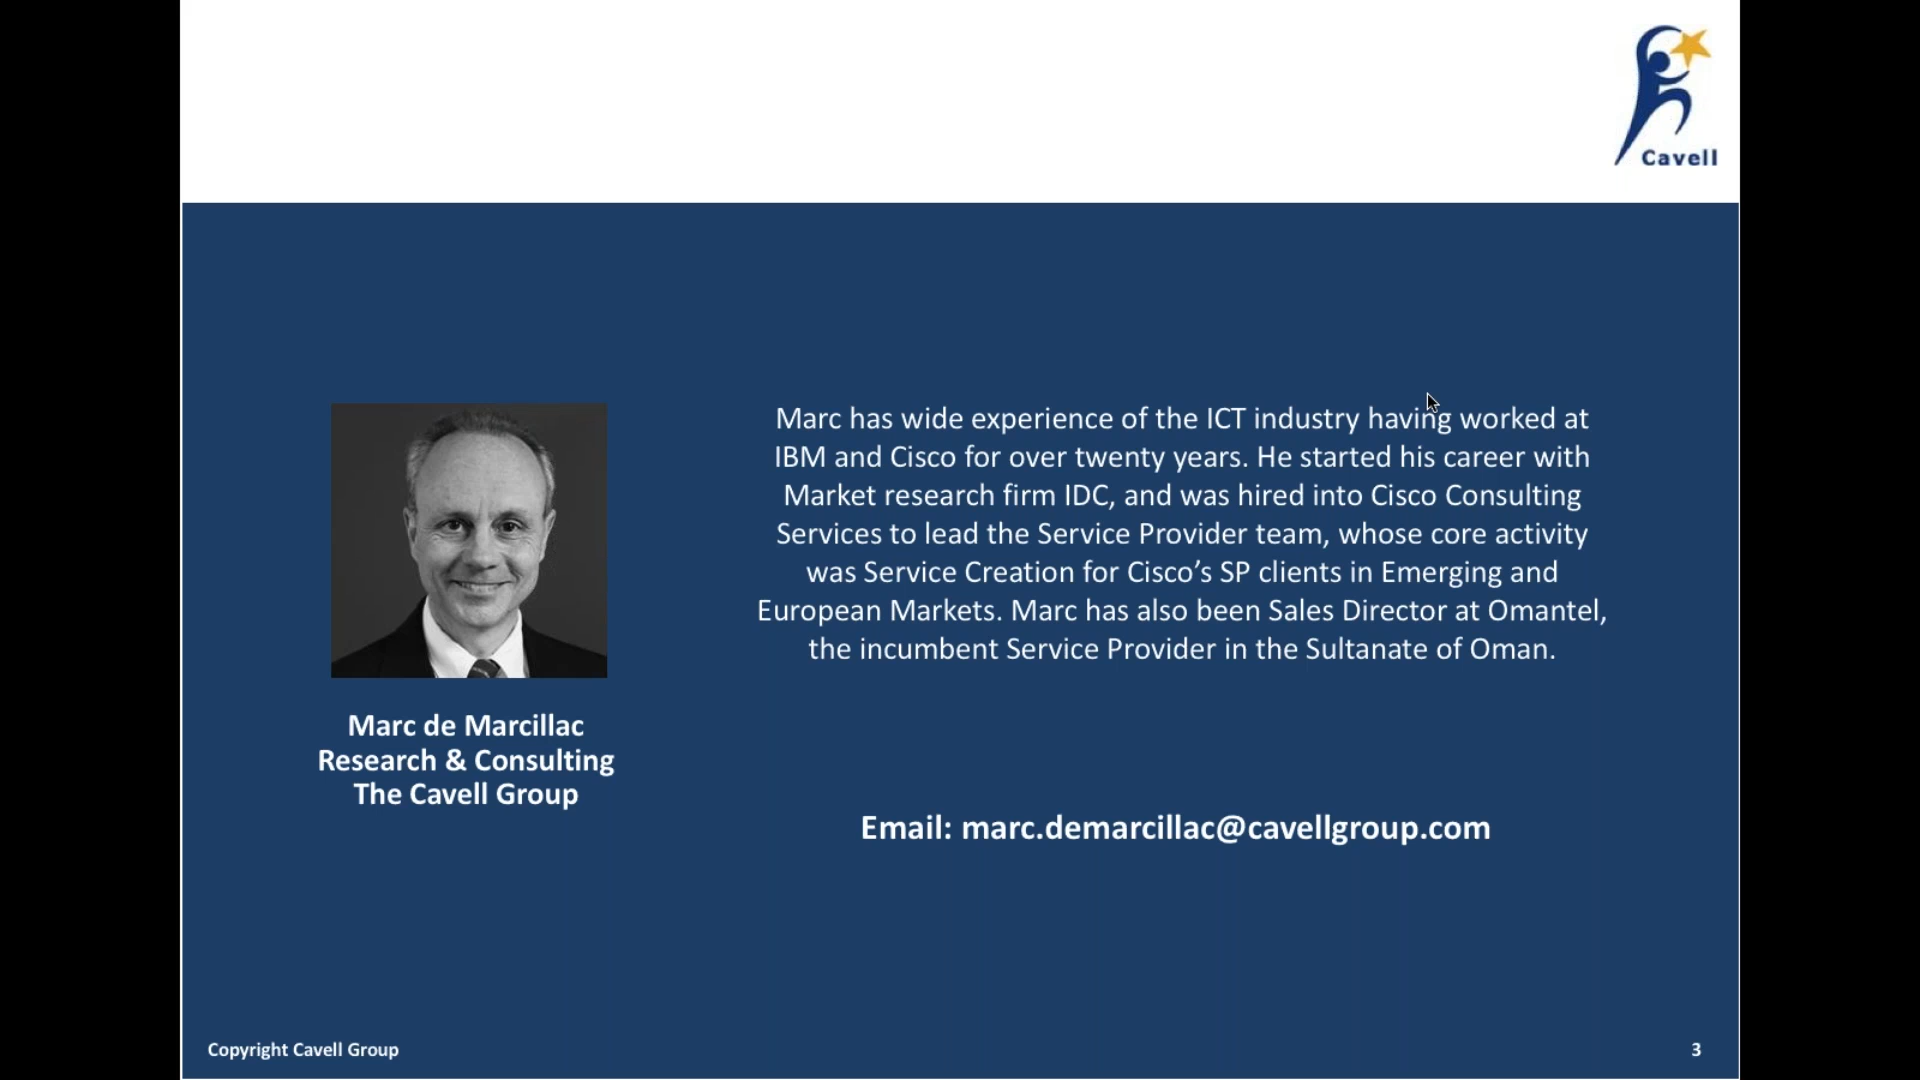 Cavell
Marc has wide experience of the ICT industry having worked at
IBM and Cisco for over twenty years. He started his career with
Market research firm IDC, and was hired into Cisco Consulting
Services to lead the Service Provider team, whose core activity
was Service Creation for Cisco’s SP clients in Emerging and
European Markets. Marc has also been Sales Director at Omantel,
the incumbent Service Provider in the Sultanate of Oman.
Marc de Marcillac
Research & Consulting
The Cavell Group
Email: marc.demarcillac@cavellgroup.com
Copyright Cavell Group
3